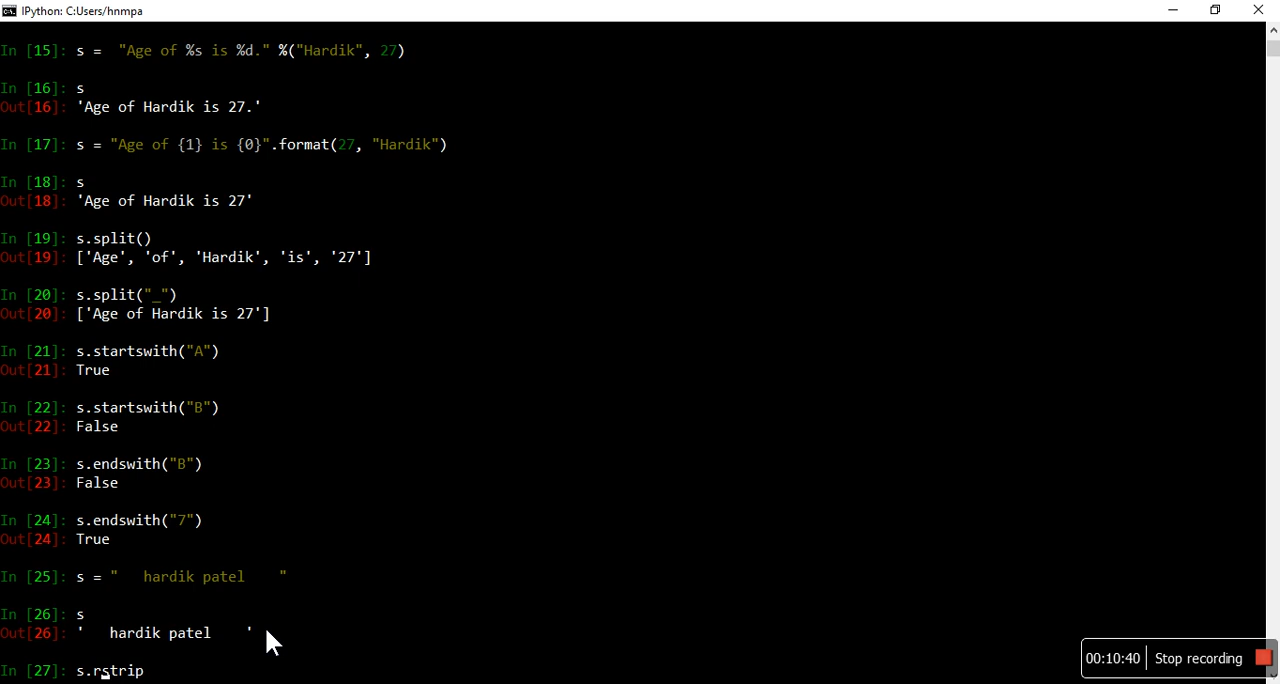 IPython: C:Users/hnmpa
In [15]: s =  "Age of %s is %d." %("Hardik", 27)
In [16]: s
Out[16]: 'Age of Hardik is 27.'
In [17]: s = "Age of {1} is {0}".format(27, "Hardik")
In [18]: s
Out[18]: 'Age of Hardik is 27'
In [19]: s.split()
Out[19]: ['Age', 'of', 'Hardik', 'is', '27']
In [20]: s.split("_")
Out[20]: ['Age of Hardik is 27']
In [21]: s.startswith("A")
Out[21]: True
In [22]: s.startswith("B")
Out[22]: False
In [23]: s.endswith("B")
Out[23]: False
In [24]: s.endswith("7")
Out[24]: True
In [25]: s = "   hardik patel    "
In [26]: s
Out[26]: '   hardik patel    '
In [27]: s.rstrip
00:10:40 Stop recording